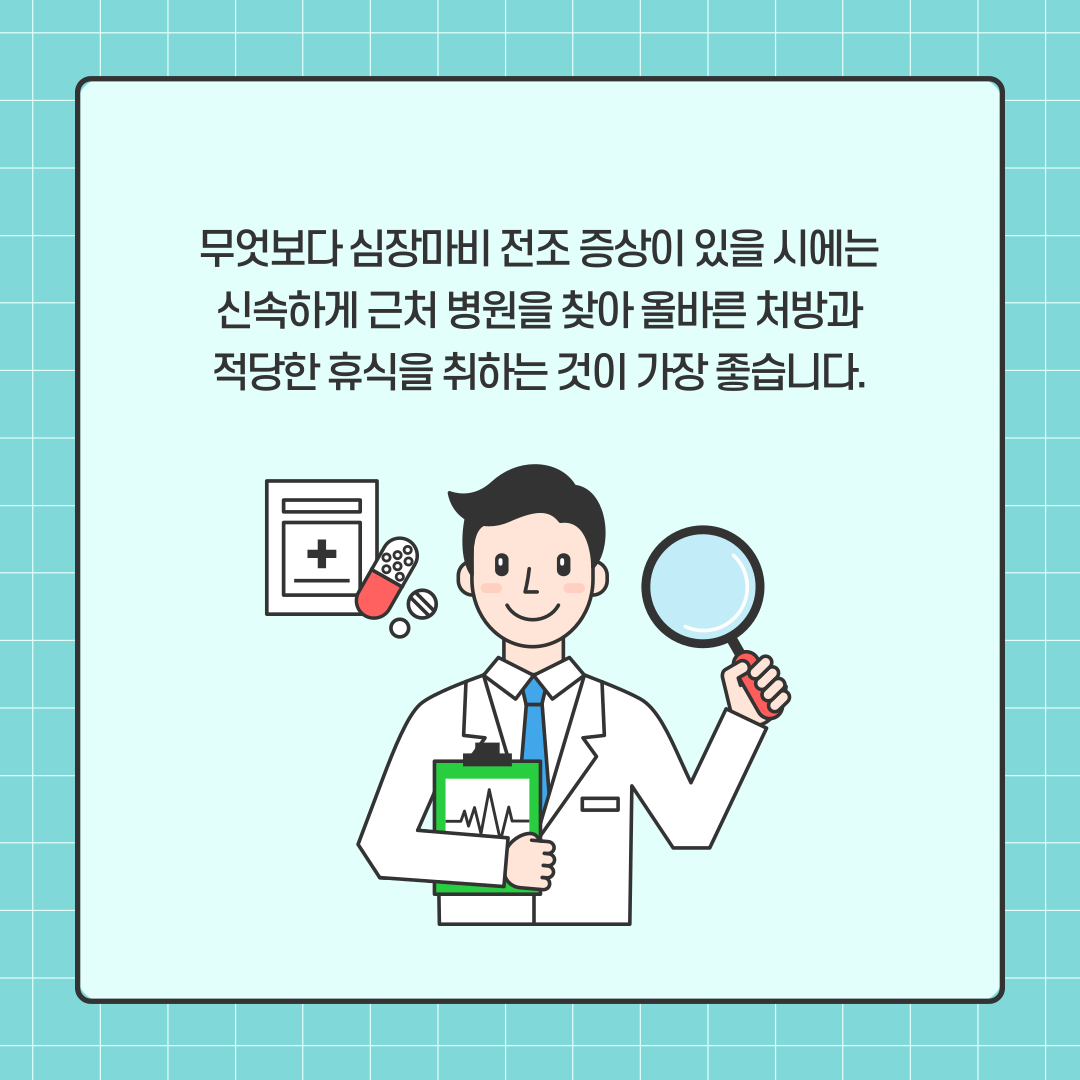 무엇보다 심장마비 전조 증상이 있을 시에는
신속하게 근처 병원을 찾아 올바른 처방과
적당한 휴식을 취하는 것이 가장 좋습니다.